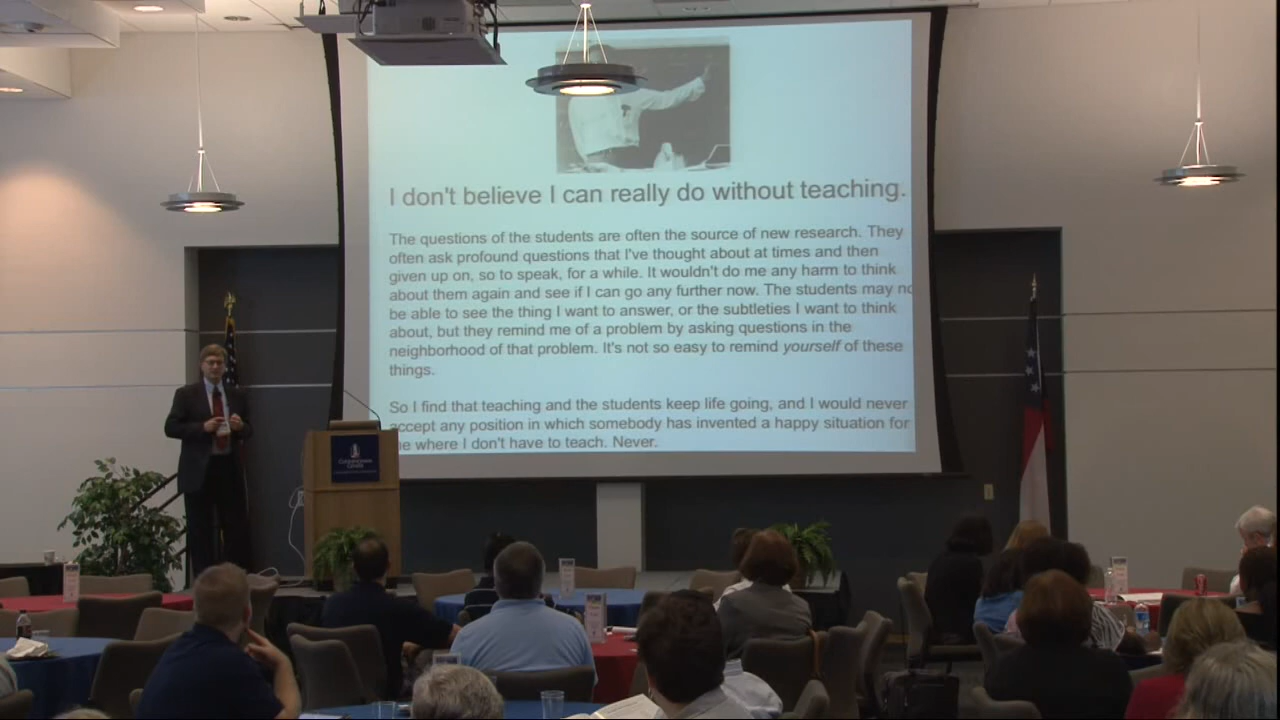 I don't believe I can really do without teaching.
The questions of the students are often the source of new research. They
often ask profound questions that I've thought about at times and then
given up on, so to speak, for a while. It wouldn't do me any harm to think
about them again and see if I can go any further now. The students may no
be able to see the thing I want to answer, or the subtleties I want to think
about, but they remind me of a problem by asking questions in the
neighborhood of that problem. It's not so easy to remind yourself of these
things.
So I find that teaching and the students keep life going, and I would never
accept any position in which somebody has invented a happy situation for
me where I don't have to teach. Never.